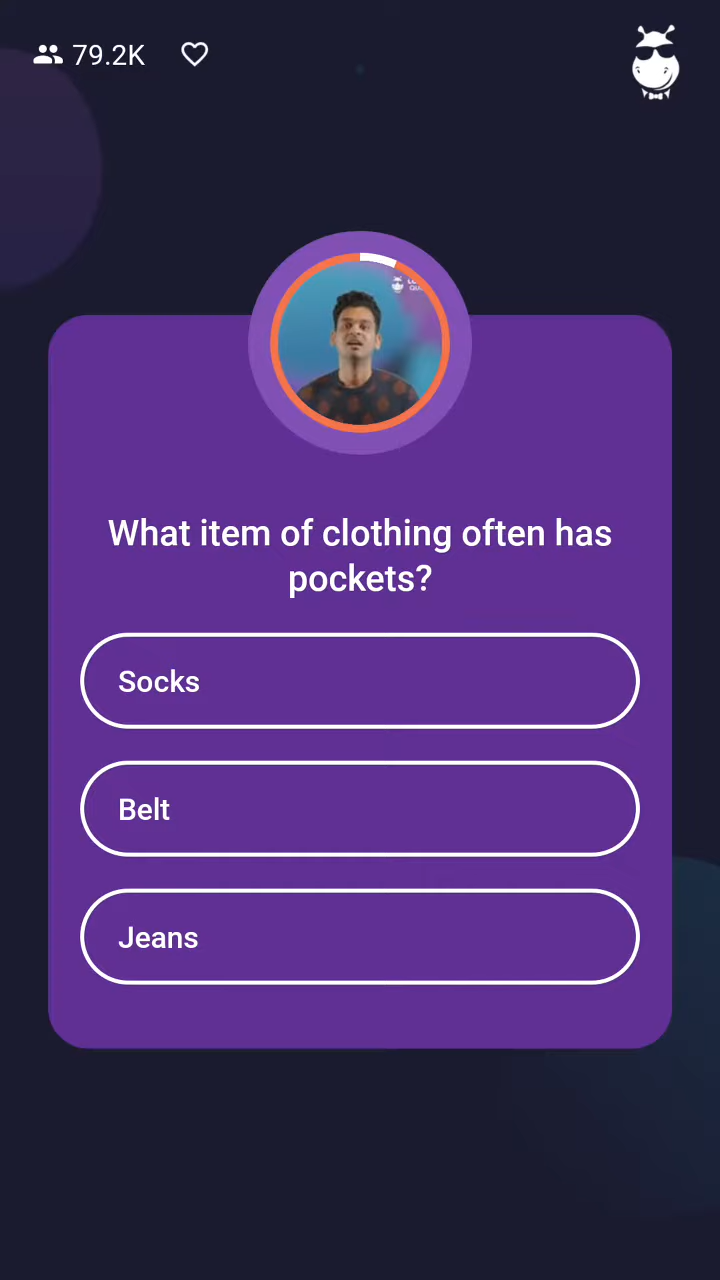 79.2K
What item of clothing often has
pockets?
Socks
Belt
Jeans